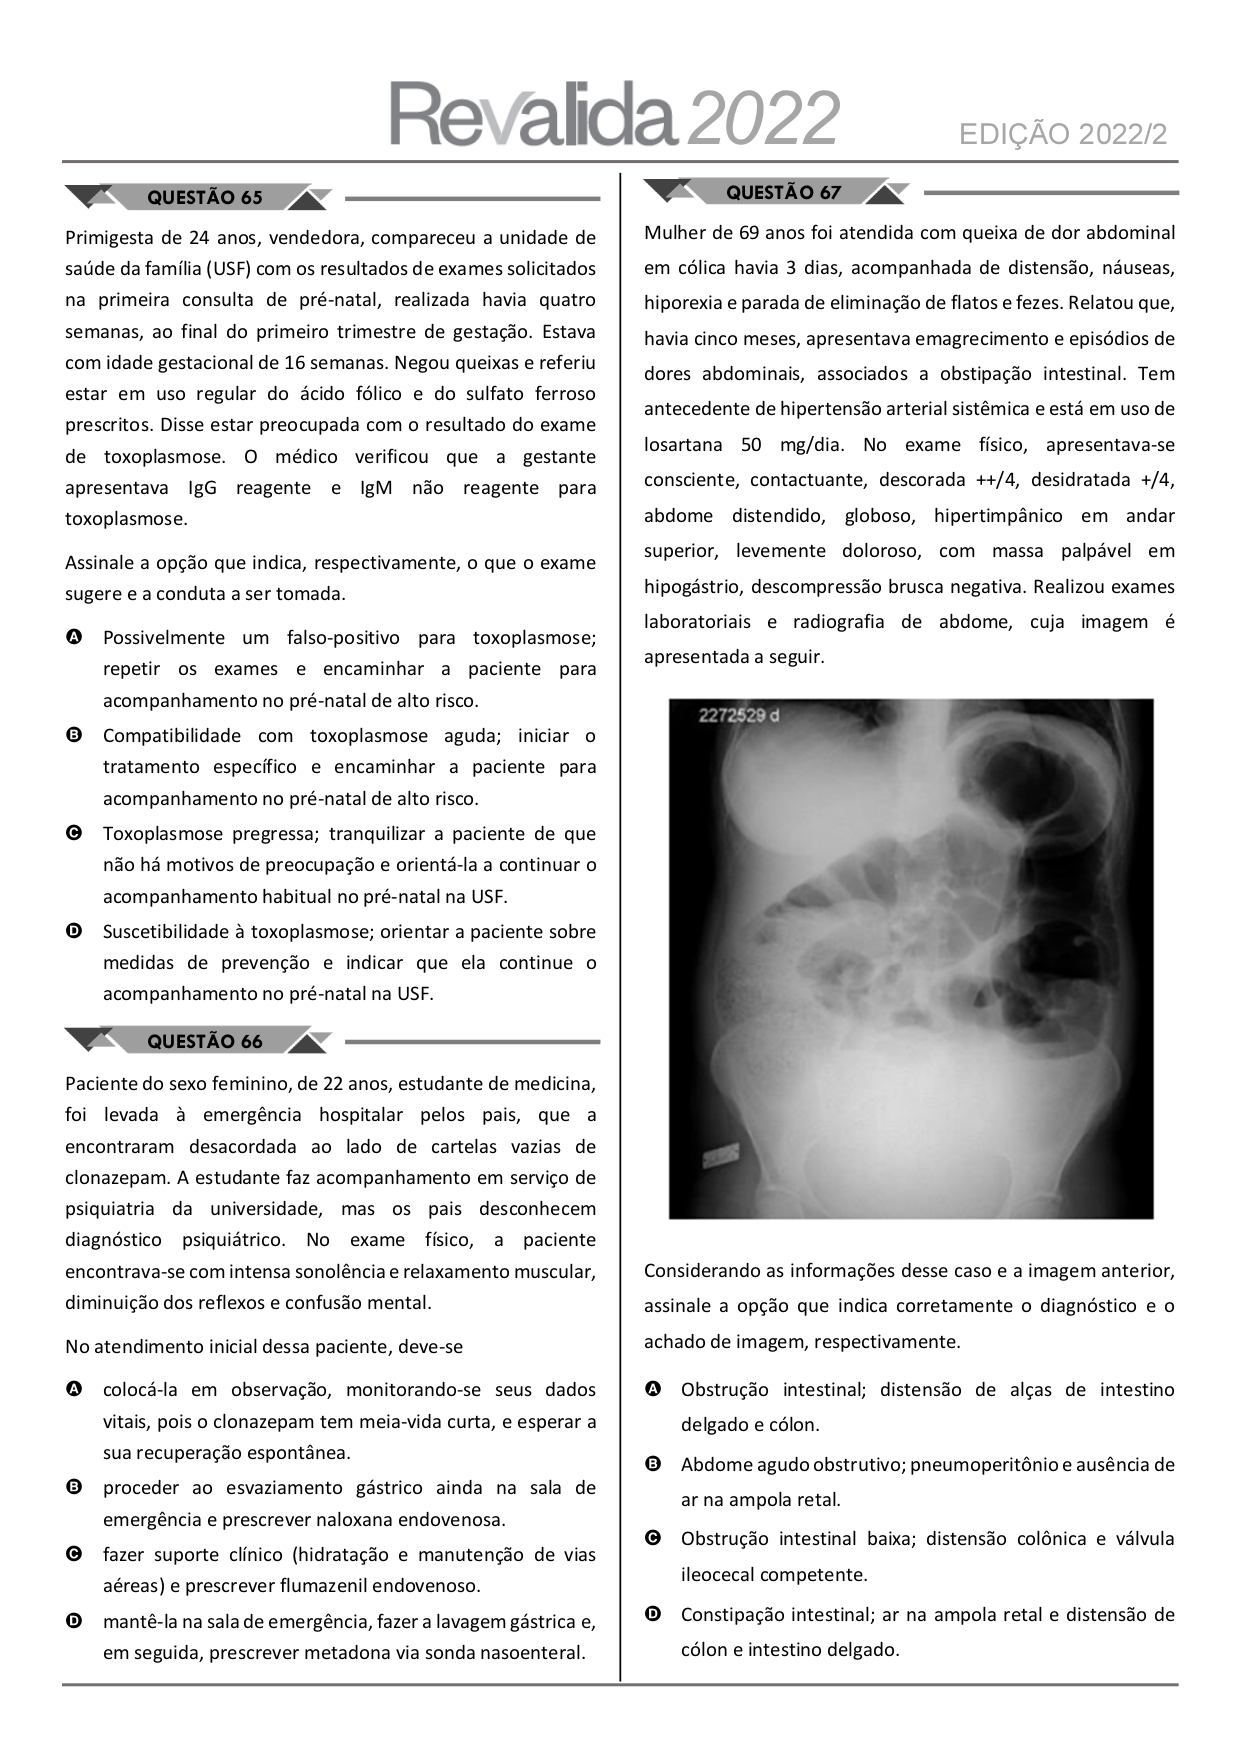 Revalida 2022
EDIÇÃO 2022/2
QUESTÃO 65
Primigesta de 24 anos, vendedora, compareceu a unidade de
saúde da família (USF) com os resultados de exames solicitados
na primeira consulta de pré-natal, realizada havia quatro
semanas, ao final do primeiro trimestre de gestação. Estava
com idade gestacional de 16 semanas. Negou queixas e referiu
estar em uso regular do ácido fólico e do sulfato ferroso
prescritos. Disse estar preocupada com o resultado do exame
de toxoplasmose. O médico verificou que a gestante
apresentava IgG reagente e IgM não reagente para
toxoplasmose.
Assinale a opção que indica, respectivamente, o que o exame
sugere e a conduta a ser tomada.
A Possivelmente um falso-positivo para toxoplasmose;
repetir os exames e encaminhar a paciente para
acompanhamento no pré-natal de alto risco.
B Compatibilidade com toxoplasmose aguda; iniciar o
tratamento específico e encaminhar a paciente para
acompanhamento no pré-natal de alto risco.
C Toxoplasmose pregressa; tranquilizar a paciente de que
não há motivos de preocupação e orientá-la a continuar o
acompanhamento habitual no pré-natal na USF.
D Suscetibilidade à toxoplasmose; orientar a paciente sobre
medidas de prevenção e indicar que ela continue o
acompanhamento no pré-natal na USF.
QUESTÃO 66
Paciente do sexo feminino, de 22 anos, estudante de medicina,
foi levada à emergência hospitalar pelos pais, que a
encontraram desacordada ao lado de cartelas vazias de
clonazepam. A estudante faz acompanhamento em serviço de
psiquiatria da universidade, mas os pais desconhecem
diagnóstico psiquiátrico. No exame físico, a paciente
encontrava-se com intensa sonolência e relaxamento muscular,
diminuição dos reflexos e confusão mental.
No atendimento inicial dessa paciente, deve-se
A colocá-la em observação, monitorando-se seus dados
vitais, pois o clonazepam tem meia-vida curta, e esperar a
sua recuperação espontânea.
B proceder ao esvaziamento gástrico ainda na sala de
emergência e prescrever naloxana endovenosa.
C fazer suporte clínico (hidratação e manutenção de vias
aéreas) e prescrever flumazenil endovenoso.
D mantê-la na sala de emergência, fazer a lavagem gástrica e,
em seguida, prescrever metadona via sonda nasoenteral.
QUESTÃO 67
Mulher de 69 anos foi atendida com queixa de dor abdominal
em cólica havia 3 dias, acompanhada de distensão, náuseas,
hiporexia e parada de eliminação de flatos e fezes. Relatou que,
havia cinco meses, apresentava emagrecimento e episódios de
dores abdominais, associados a obstipação intestinal. Tem
antecedente de hipertensão arterial sistêmica e está em uso de
losartana 50 mg/dia. No exame físico, apresentava-se
consciente, contactuante, descorada ++/4, desidratada +/4,
abdome distendido, globoso, hipertimpânico em andar
superior, levemente doloroso, com massa palpável em
hipogástrio, descompressão brusca negativa. Realizou exames
laboratoriais e radiografia de abdome, cuja imagem é
apresentada a seguir.
2272529 d
Considerando as informações desse caso e a imagem anterior,
assinale a opção que indica corretamente o diagnóstico e o
achado de imagem, respectivamente.
A Obstrução intestinal; distensão de alças de intestino
delgado e cólon.
B Abdome agudo obstrutivo; pneumoperitônio e ausência de
ar na ampola retal.
C Obstrução intestinal baixa; distensão colônica e válvula
ileocecal competente.
D Constipação intestinal; ar na ampola retal e distensão de
cólon e intestino delgado.